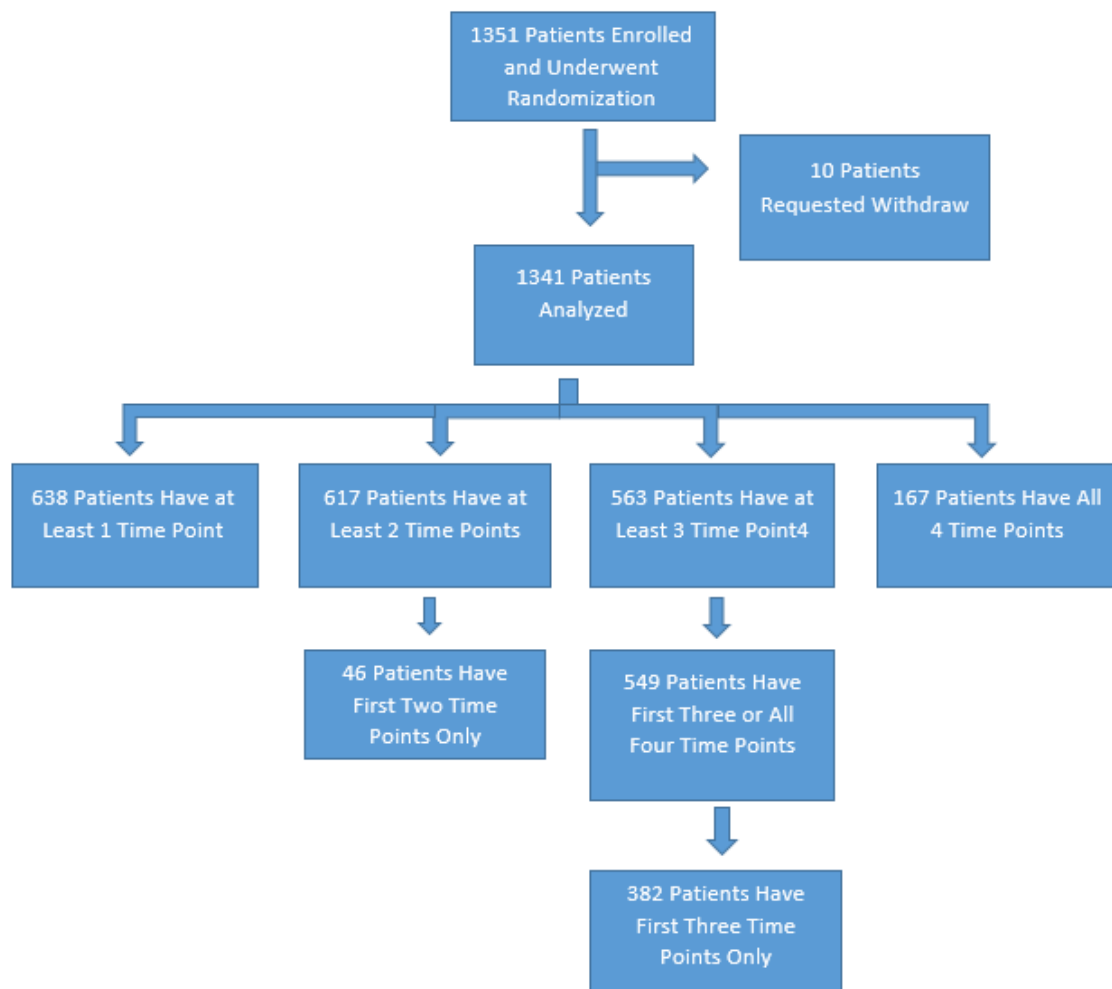 1351 Patients Enrolled
and Underwent
Randomization
10 Patients
Requested Withdraw
1341 Patients
Analyzed
638 Patients Have at
Least 1 Time Point
617 Patients Have at
Least 2 Time Points
563 Patients Have at
Least 3 Time Point4
167 Patients Have All
4 Time Points
46 Patients Have
First Two Time
Points Only
549 Patients Have
First Three or All
Four Time Points
382 Patients Have
First Three Time
Points Only